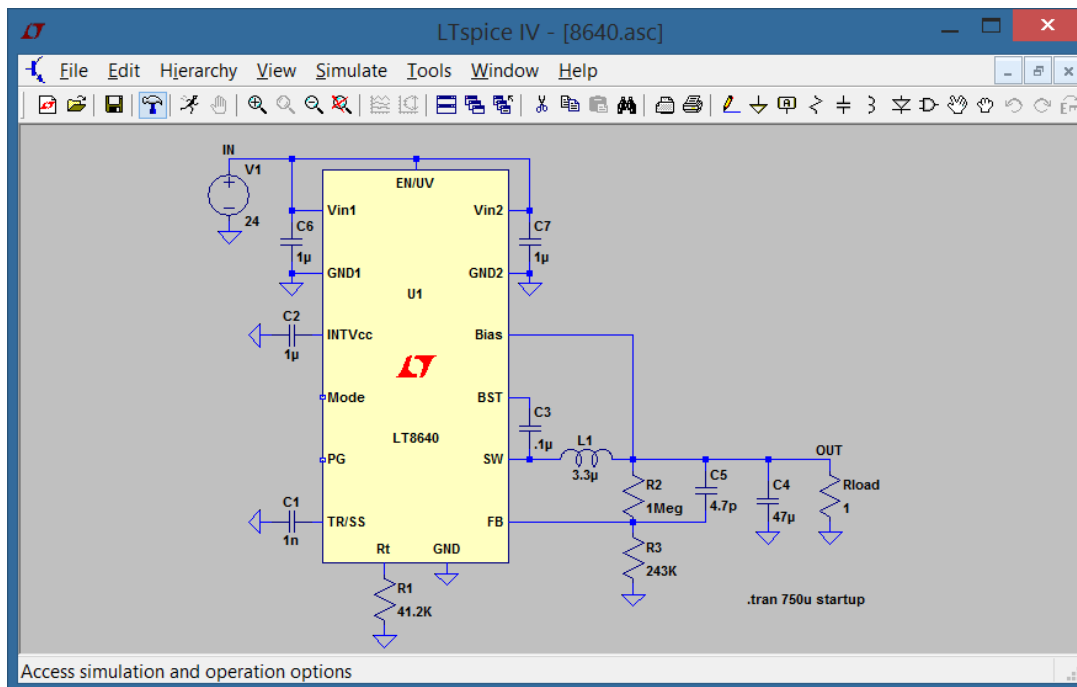 LTspice IV - [8640.asc]
File Edit Hierarchy View Simulate Tools Window Help
IN
V1
24
EN/UV
Vin1
Vin2
C6
1µ
C7
1µ
GND1
GND2
U1
C2
1µ
INTVcc
Bias
Mode
BST
C3
.1µ
LT8640
PG
SW
L1
3.3µ
OUT
R2
1Meg
C5
4.7p
C4
47µ
Rload
1
C1
1n
TR/SS
FB
Rt
GND
R3
243K
R1
41.2K
.tran 750u startup
Access simulation and operation options